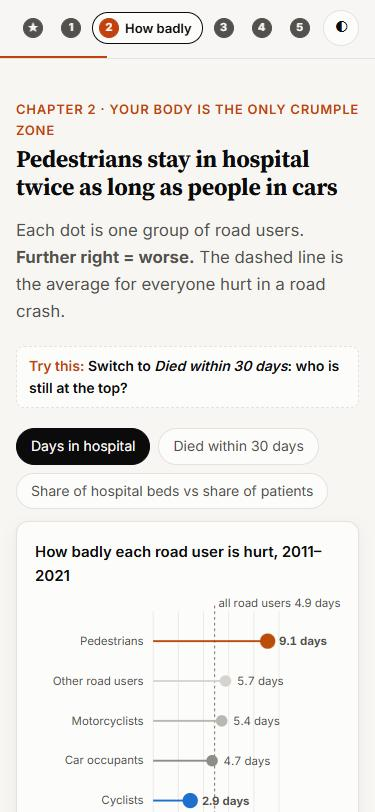 ★ 1 2 How badly 3 4 5
CHAPTER 2 · YOUR BODY IS THE ONLY CRUMPLE
ZONE
Pedestrians stay in hospital
twice as long as people in cars
Each dot is one group of road users.
Further right = worse. The dashed line is
the average for everyone hurt in a road
crash.
Try this: Switch to Died within 30 days: who is
still at the top?
Days in hospital
Died within 30 days
Share of hospital beds vs share of patients
How badly each road user is hurt, 2011–
2021
all road users 4.9 days
Pedestrians 9.1 days
Other road users 5.7 days
Motorcyclists 5.4 days
Car occupants 4.7 days
Cyclists 2.9 days